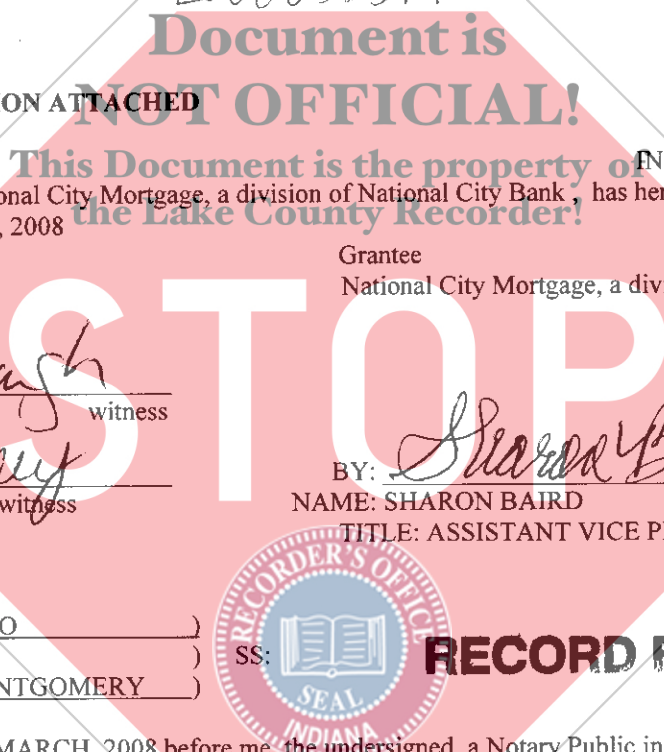 Document is
NOT OFFICIAL!
ON ATTACHED
This Document is the property of
the Lake County Recorder!
IN
onal City Mortgage, a division of National City Bank , has her
, 2008
Grantee
National City Mortgage, a divi
STOP
witness
witness
BY: Sharon B
NAME: SHARON BAIRD
TITLE: ASSISTANT VICE P
RECORDER'S OFFICE
SEAL
INDIANA
O )
) SS:
NTGOMERY )
RECORD
MARCH, 2008 before me, the undersigned, a Notary Public in